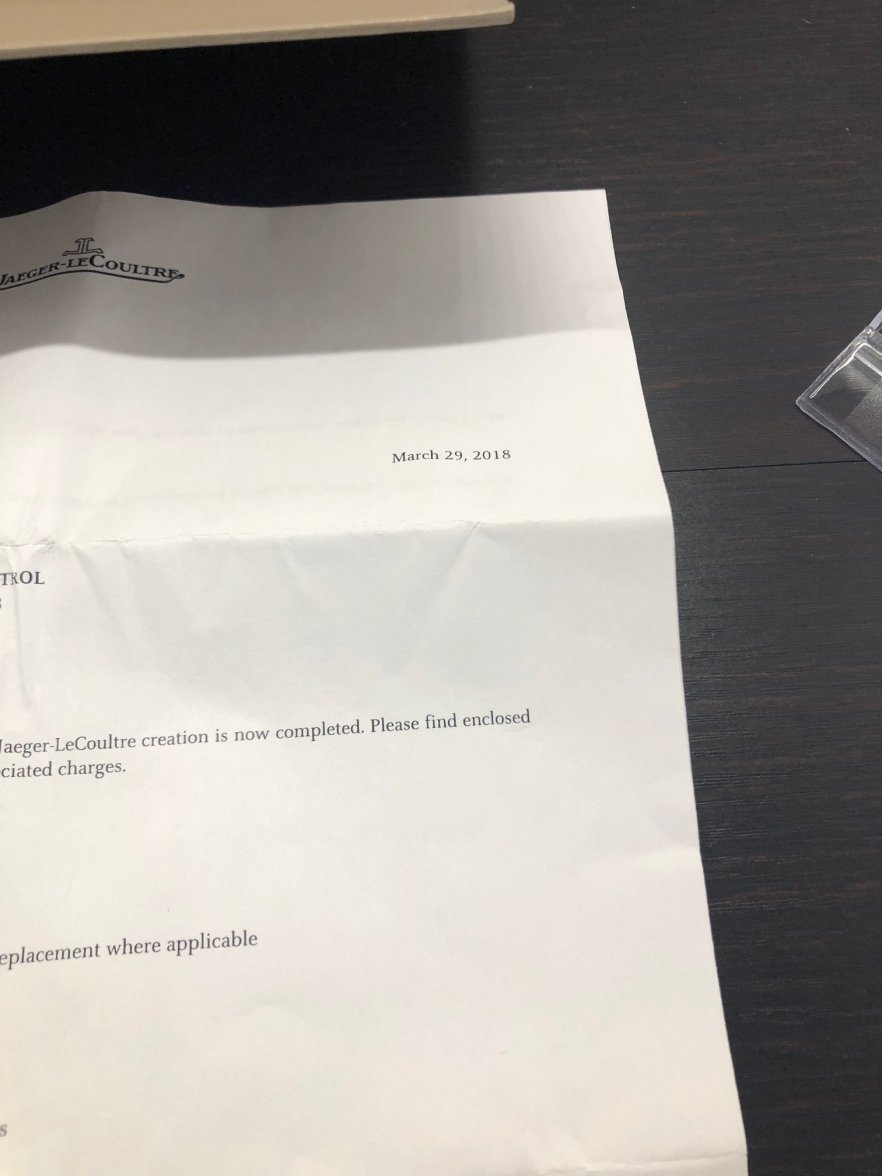 JAEGER-LECOULTRE
March 29, 2018
TROL
Jaeger-LeCoultre creation is now completed. Please find enclosed
ciated charges.
eplacement where applicable
s